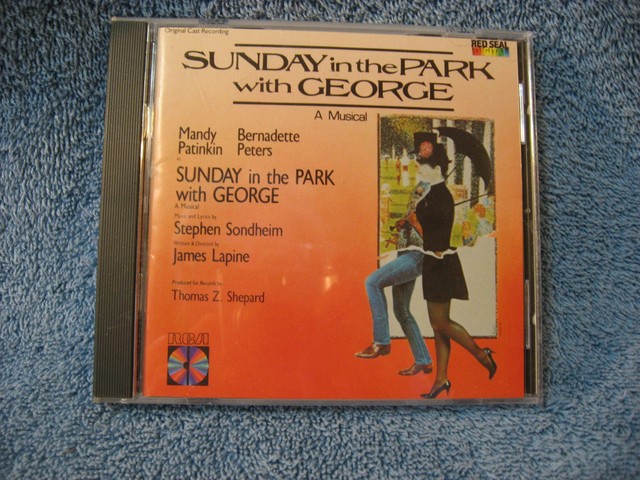 Original Cast Recording
RED SEAL
DIGITAL
SUNDAY in the PARK
with GEORGE
A Musical
Mandy Bernadette
Patinkin Peters
in
SUNDAY in the PARK
with GEORGE
A Musical
Music and Lyrics by
Stephen Sondheim
Written & Directed by
James Lapine
Produced for Records by
Thomas Z. Shepard
RCA